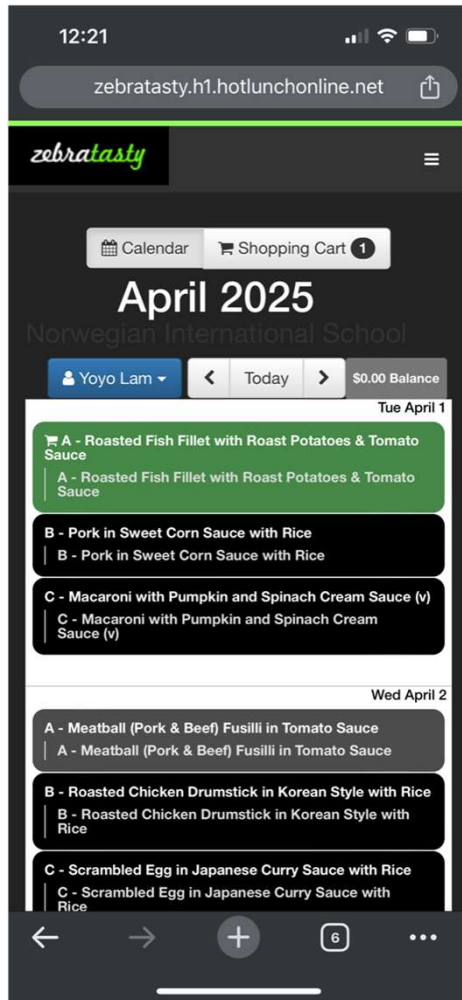 12:21
zebratasty.h1.hotlunchonline.net
zebratasty
Calendar
Shopping Cart 1
April 2025
Norwegian International School
Yoyo Lam
Today
$0.00 Balance
Tue April 1
A - Roasted Fish Fillet with Roast Potatoes & Tomato
Sauce
A - Roasted Fish Fillet with Roast Potatoes & Tomato
Sauce
B - Pork in Sweet Corn Sauce with Rice
B - Pork in Sweet Corn Sauce with Rice
C - Macaroni with Pumpkin and Spinach Cream Sauce (v)
C - Macaroni with Pumpkin and Spinach Cream
Sauce (v)
Wed April 2
A - Meatball (Pork & Beef) Fusilli in Tomato Sauce
A - Meatball (Pork & Beef) Fusilli in Tomato Sauce
B - Roasted Chicken Drumstick in Korean Style with Rice
B - Roasted Chicken Drumstick in Korean Style with
Rice
C - Scrambled Egg in Japanese Curry Sauce with Rice
C - Scrambled Egg in Japanese Curry Sauce with
Rice
6